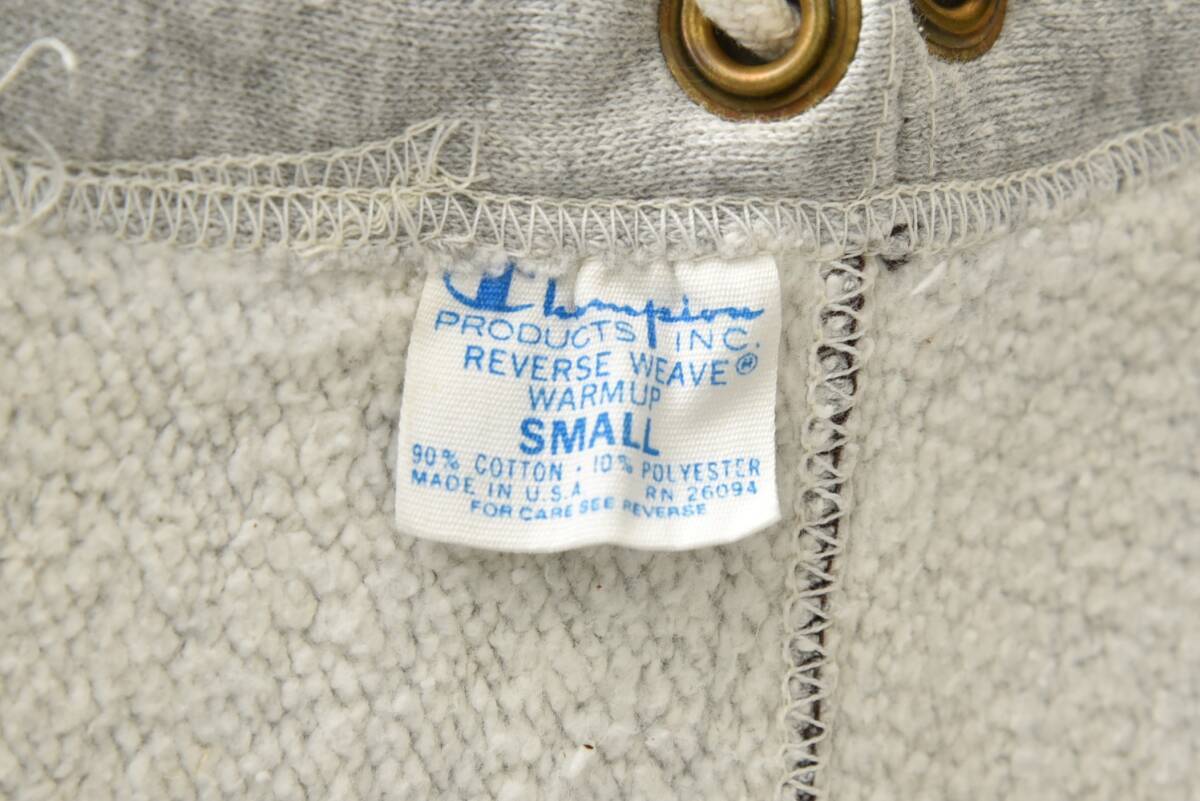 Champion
PRODUCTS INC.
REVERSE WEAVE®
WARMUP
SMALL
90% COTTON · 10% POLYESTER
MADE IN U.S.A RN 26094
FOR CARE SEE REVERSE